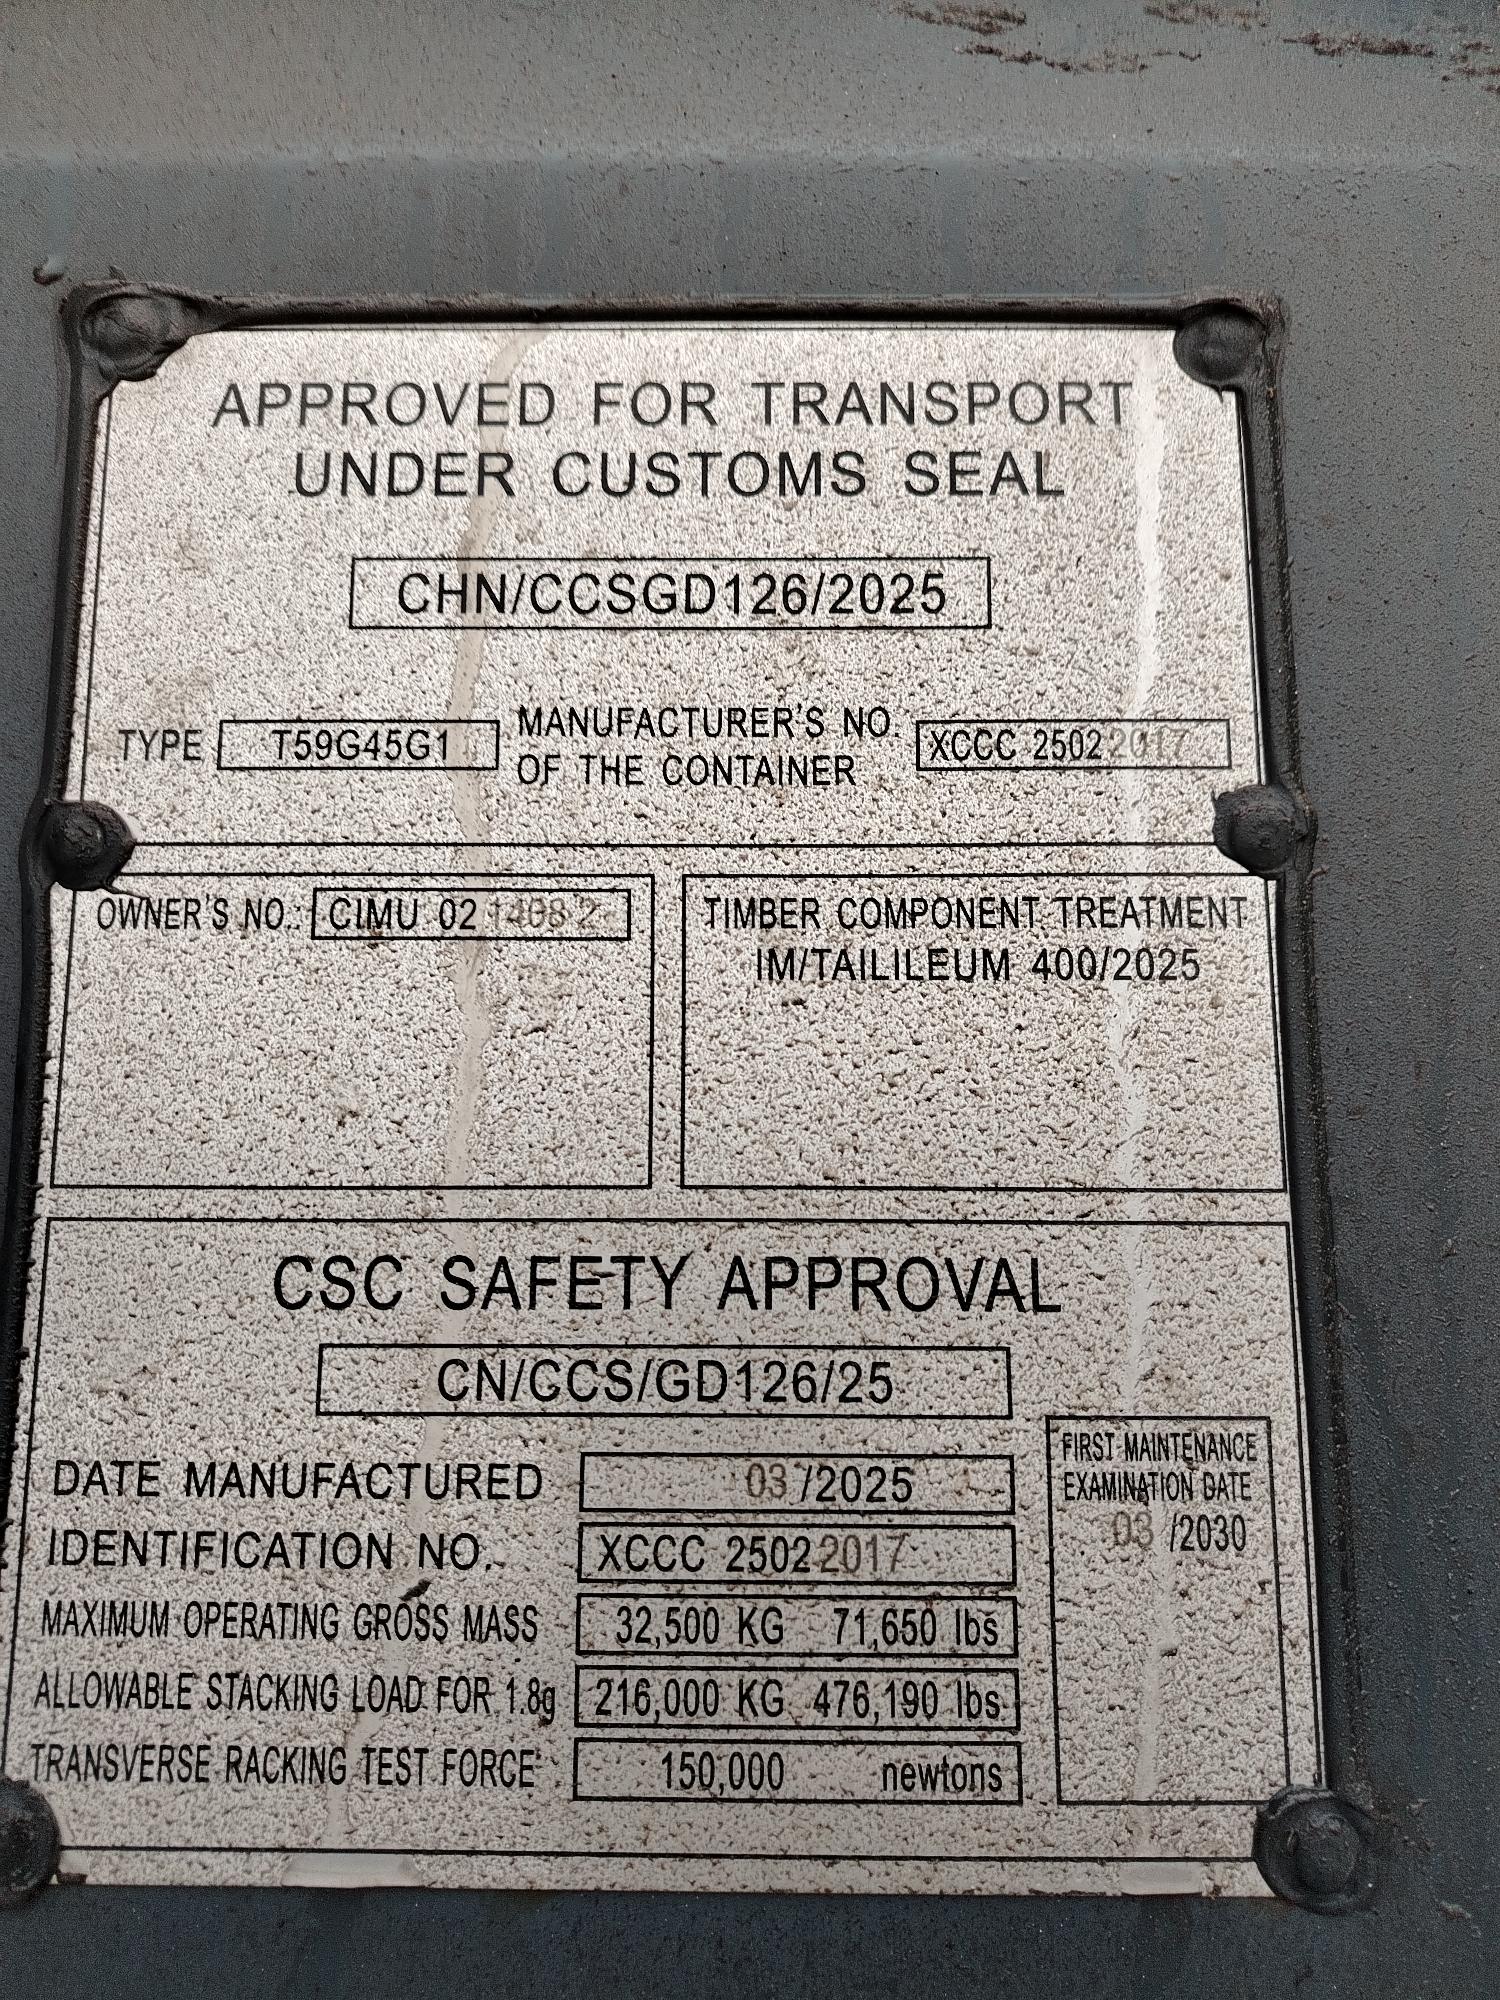 APPROVED FOR TRANSPORT
UNDER CUSTOMS SEAL
CHN/CCSGD126/2025
TYPE T59G45G1 MANUFACTURER'S NO.
OF THE CONTAINER XCCC 2502 2017
OWNER'S NO.: CIMU 02
TIMBER COMPONENT TREATMENT
IM/TAILILEUM 400/2025
CSC SAFETY APPROVAL
CN/CCS/GD126/25
DATE MANUFACTURED 03 /2025
IDENTIFICATION NO. XCCC 2502 2017
MAXIMUM OPERATING GROSS MASS 32,500 KG 71,650 lbs
ALLOWABLE STACKING LOAD FOR 1.8g 216,000 KG 476,190 lbs
TRANSVERSE RACKING TEST FORCE 150,000 newtons
FIRST MAINTENANCE
EXAMINATION DATE
03 /2030